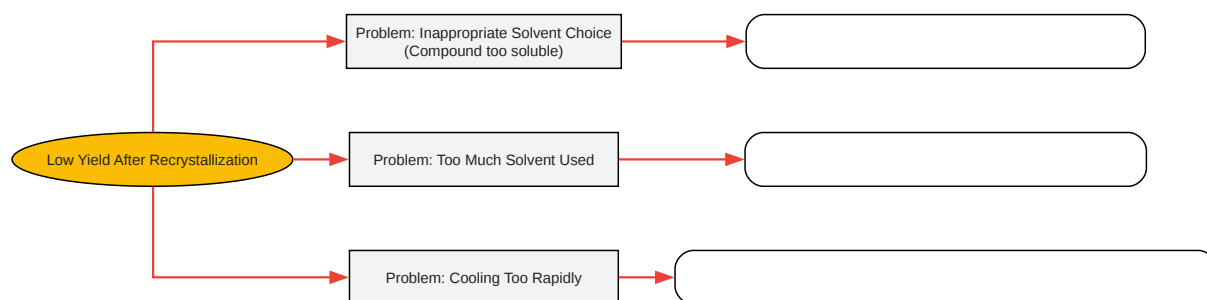 Problem: Inappropriate Solvent Choice
(Compound too soluble)
Low Yield After Recrystallization
Problem: Too Much Solvent Used
Problem: Cooling Too Rapidly